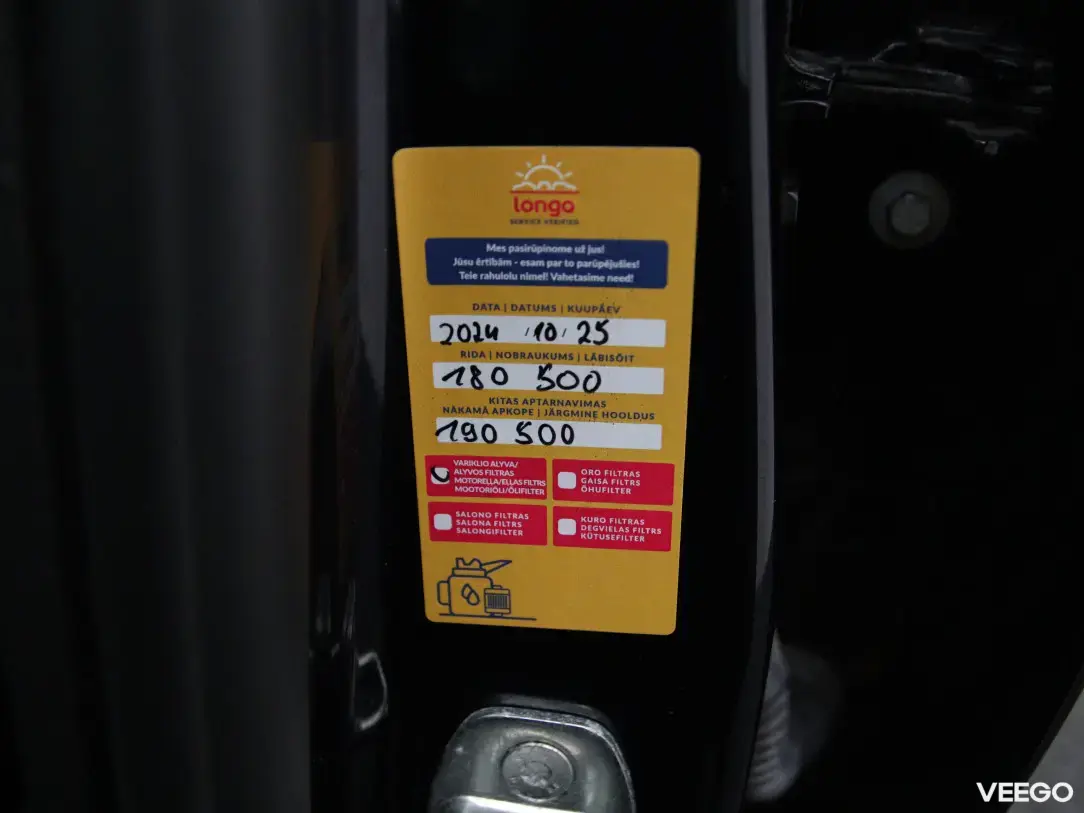 longo
SERVICE VERIFIED
Mes pasirūpinome už jus!
Jūsu ērtībām - esam par to parūpējušies!
Teie rahulolu nimel! Vahetasime need!
DATA | DATUMS | KUUPÄEV
2024 /10/ 25
RIDA | NOBRAUKUMS | LÄBISÕIT
180 500
KITAS APTARNAVIMAS
NĀKAMĀ APKOPE | JÄRGMINE HOOLDUS
190 500
VARIKLIO ALYVA/
ALYVOS FILTRAS
MOTORELLA/ELLAS FILTRS
MOOTORIÕLI/ÕLIFILTER
ORO FILTRAS
GAISA FILTRS
ÕHUFILTER
SALONO FILTRAS
SALONA FILTRS
SALONGIFILTER
KURO FILTRAS
DEGVIELAS FILTRS
KÜTUSEFILTER
VEEGO